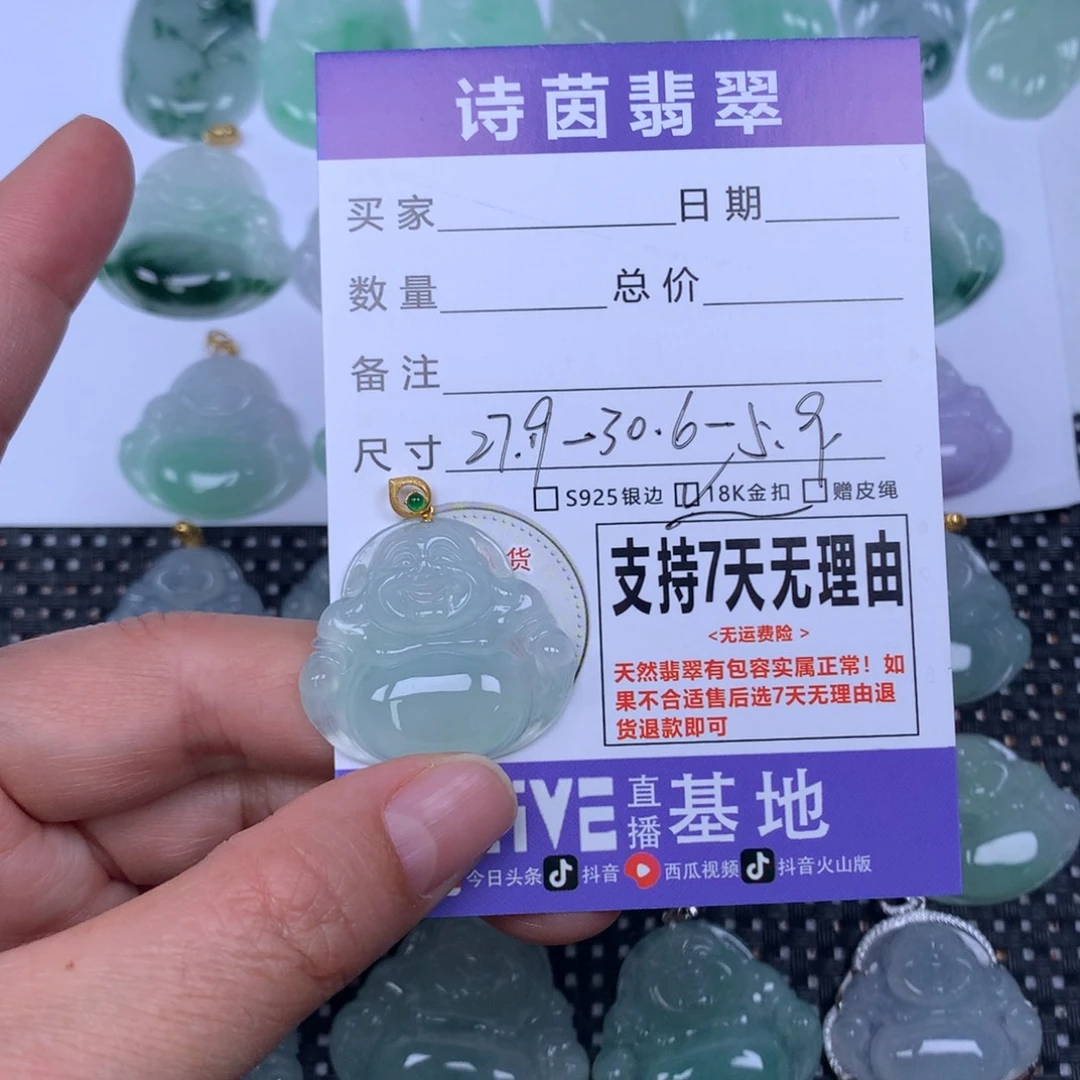 诗茵翡翠
买家 日期
数量 总价
备注
尺寸 27.9-30.6-5.9
S925银边 18K金扣 赠皮绳
货
支持7天无理由
<无运费险>
天然翡翠有包容实属正常！如
果不合适售后选7天无理由退
货退款即可
LIVE 直播 基地
今日头条 抖音 西瓜视频 抖音火山版